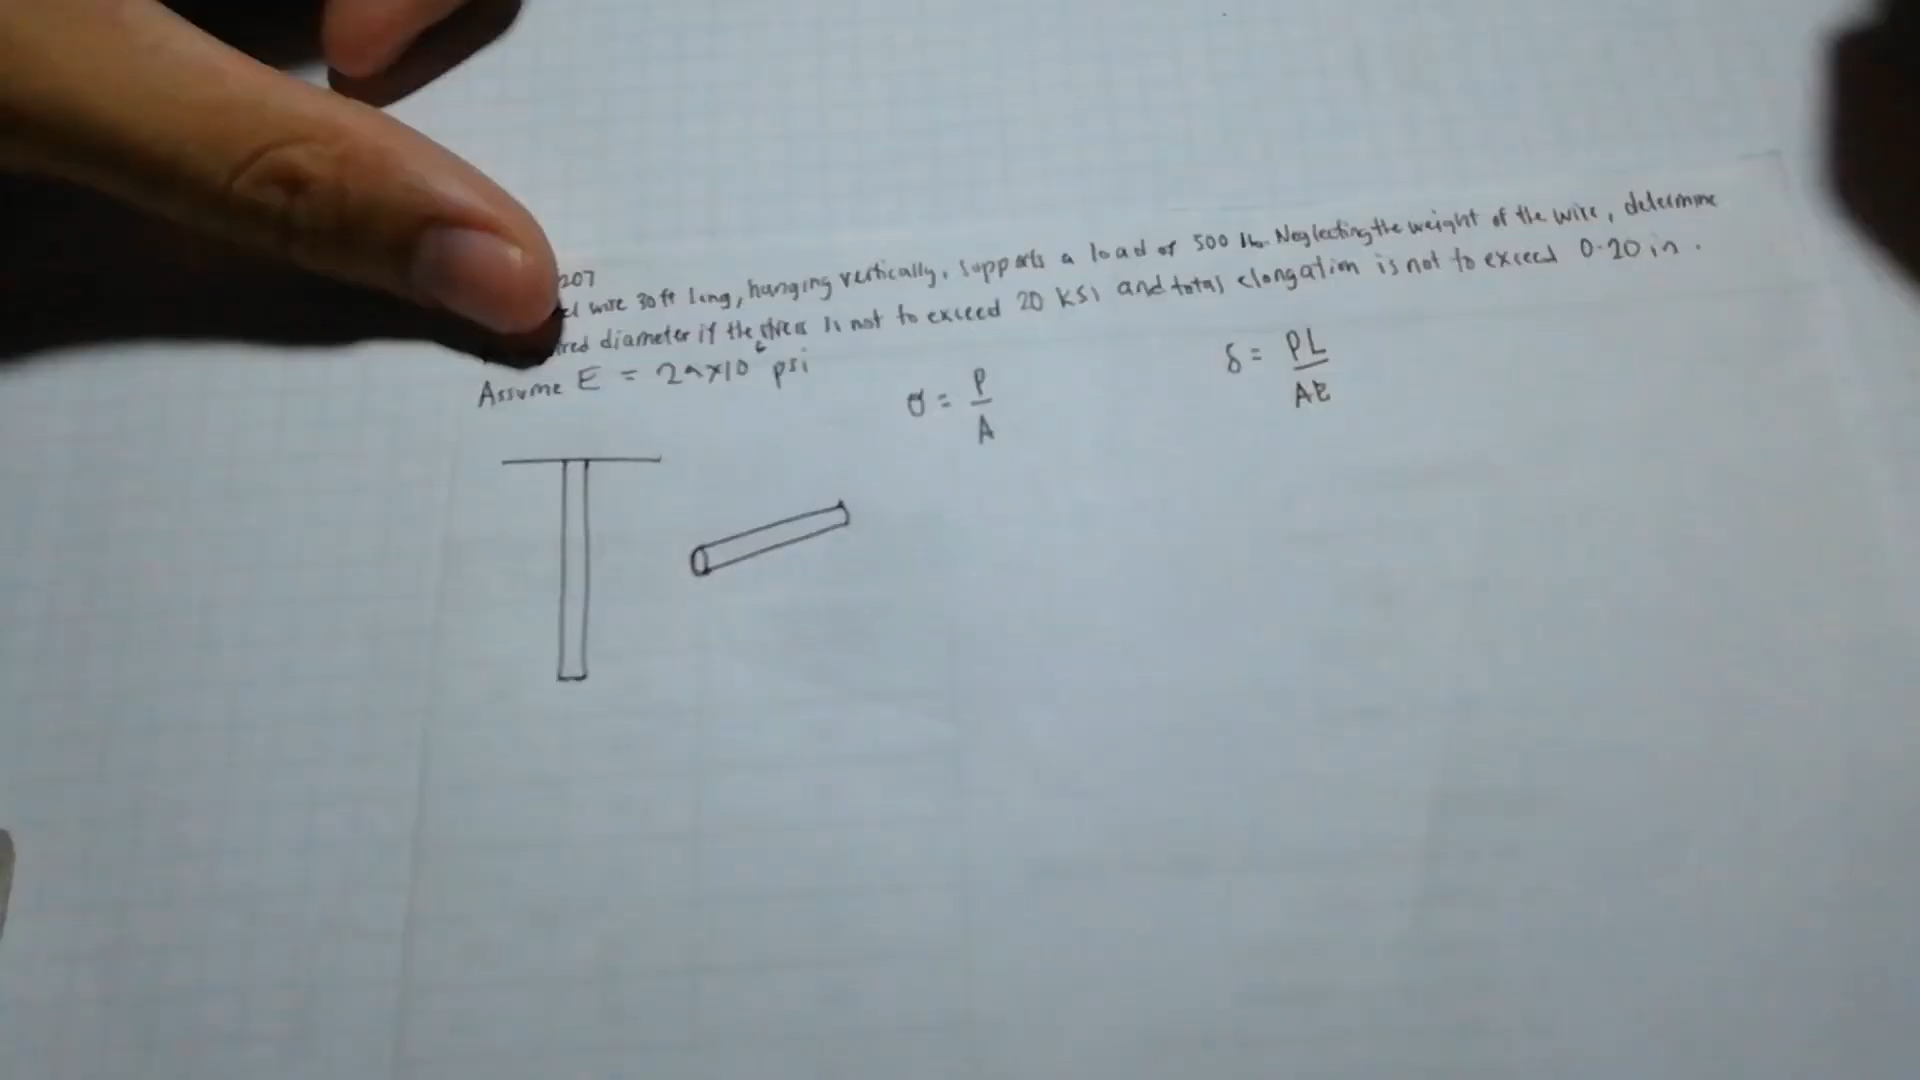 207
wire 30 ft long, hanging vertically, supports a load of 500 lb. Neglecting the weight of the wire, determine
diameter if the stress is not to exceed 20 ksi and total elongation is not to exceed 0.20 in.
Assume E = 29x10⁶ psi
σ = P/A
δ = PL/AE